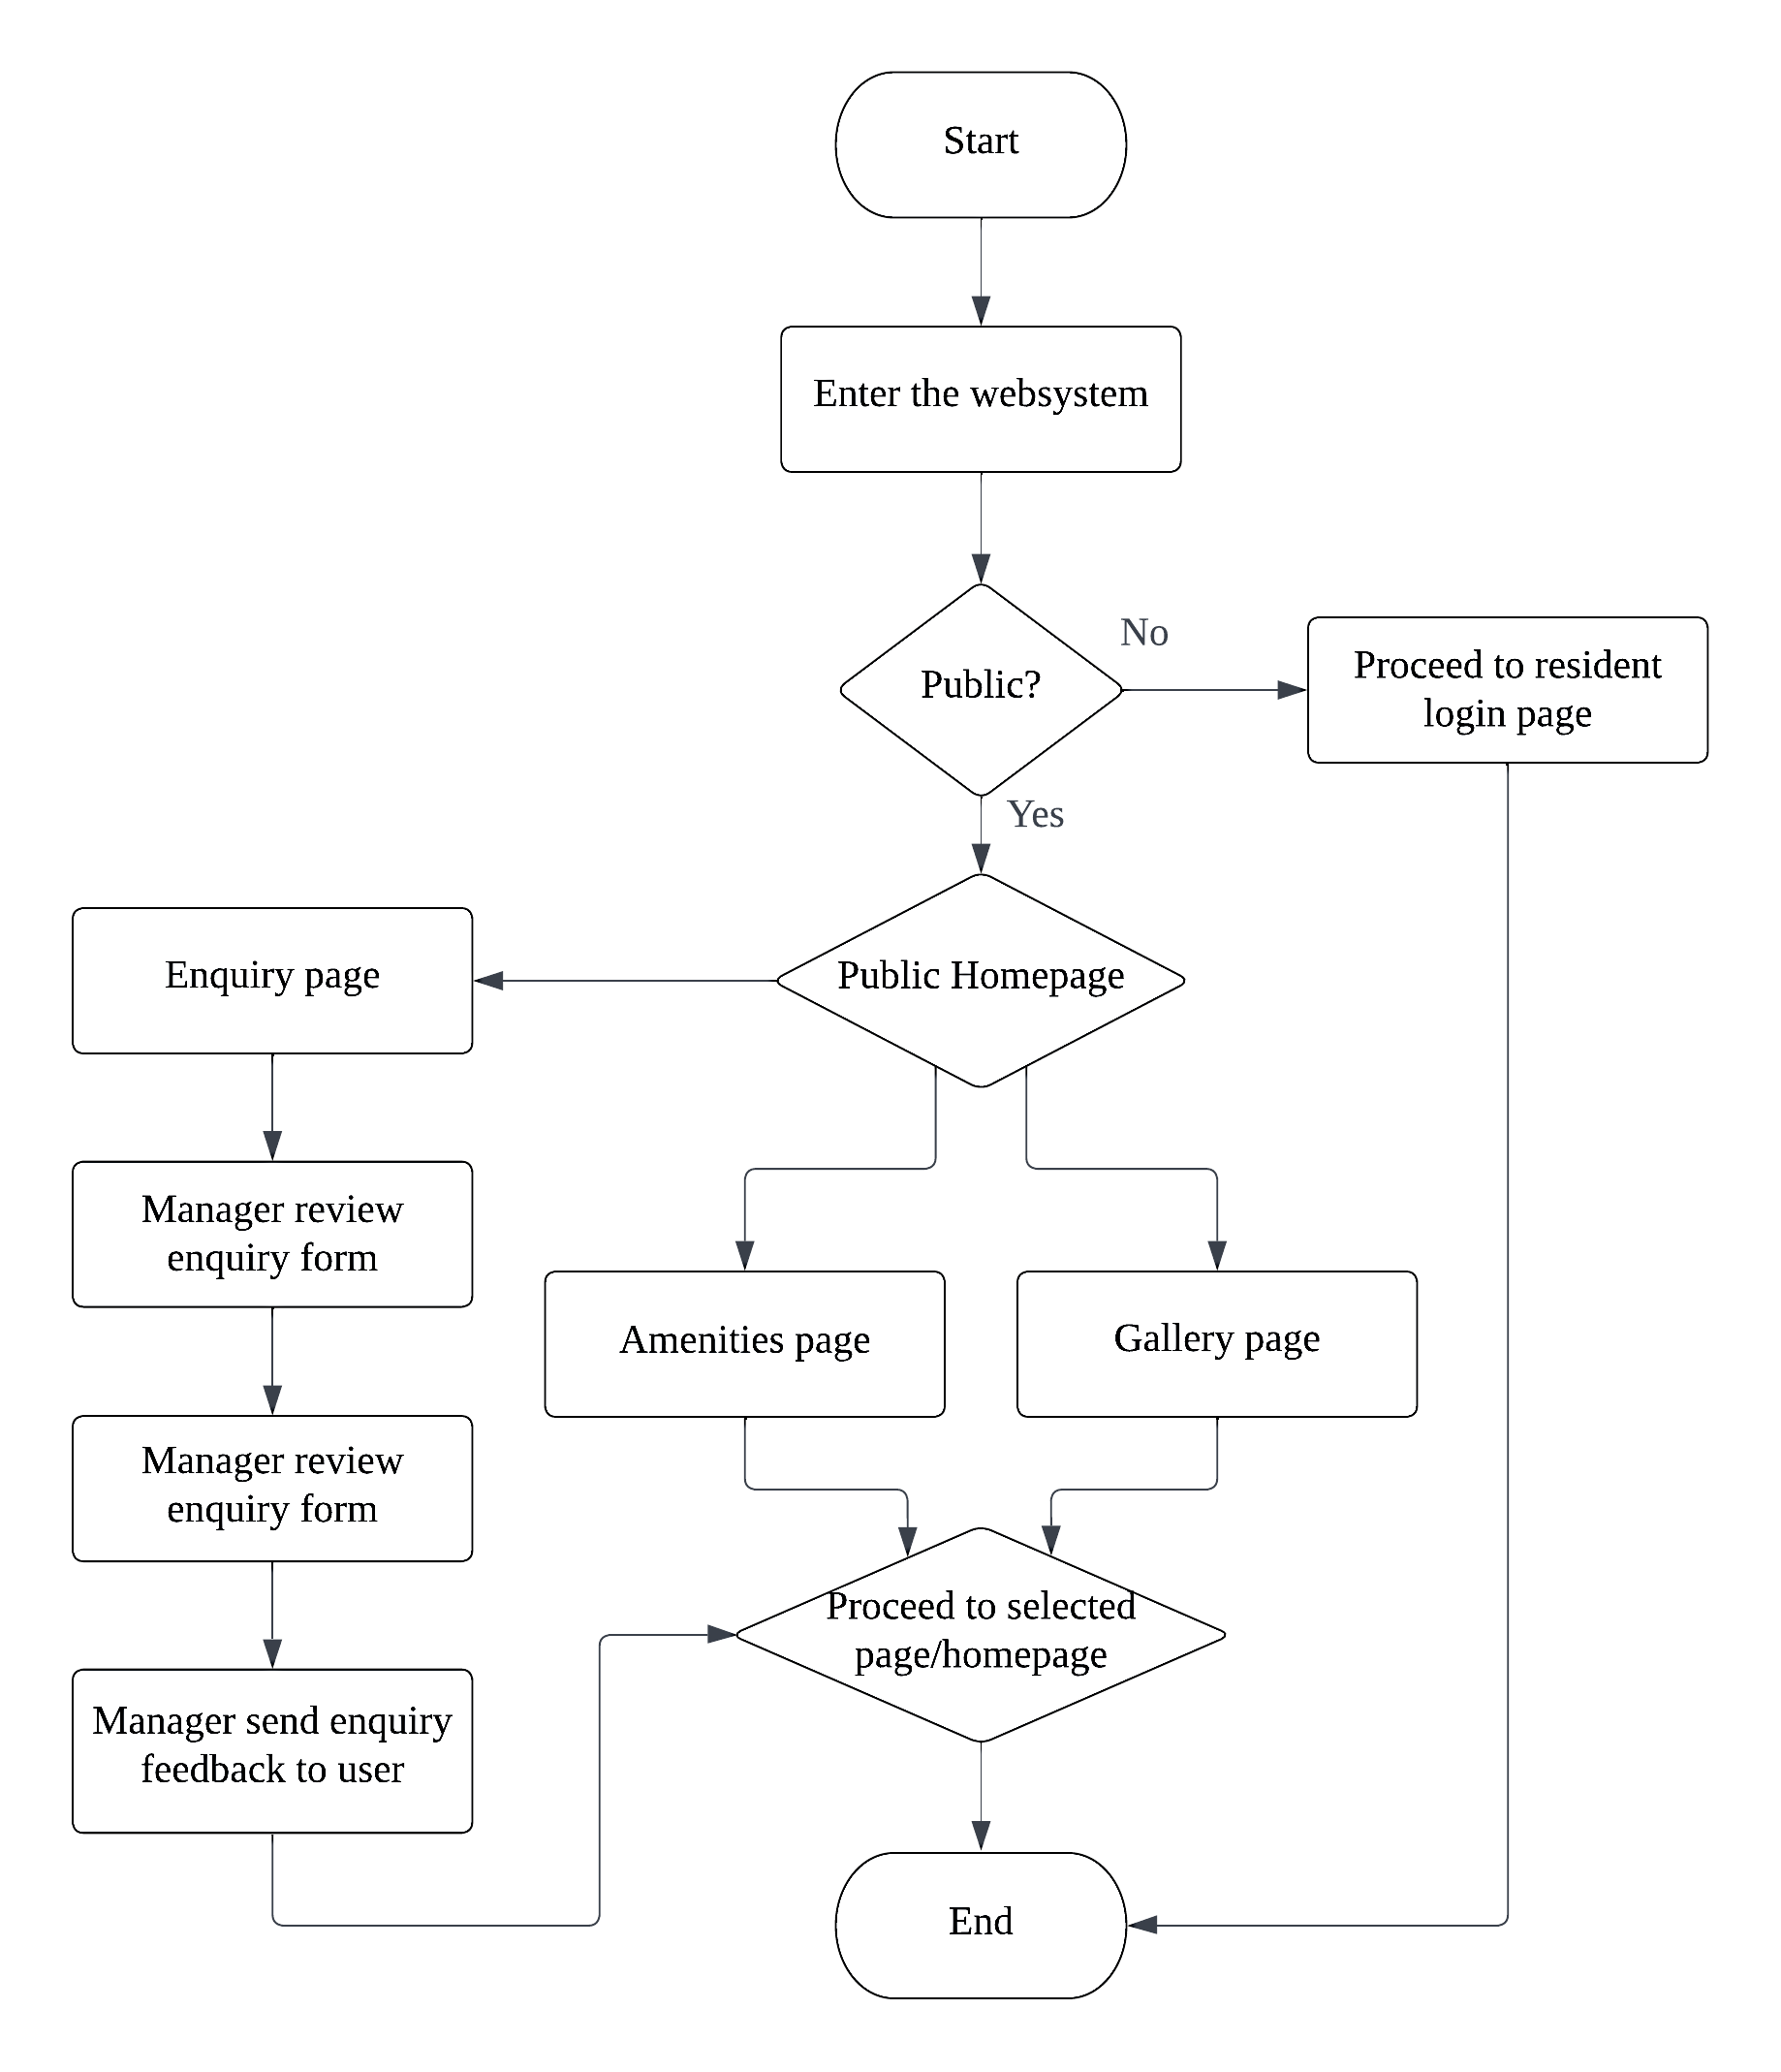 Start
Enter the websystem
Public?
No
Proceed to resident
login page
Yes
Public Homepage
Enquiry page
Manager review
enquiry form
Amenities page
Gallery page
Manager review
enquiry form
Proceed to selected
page/homepage
Manager send enquiry
feedback to user
End